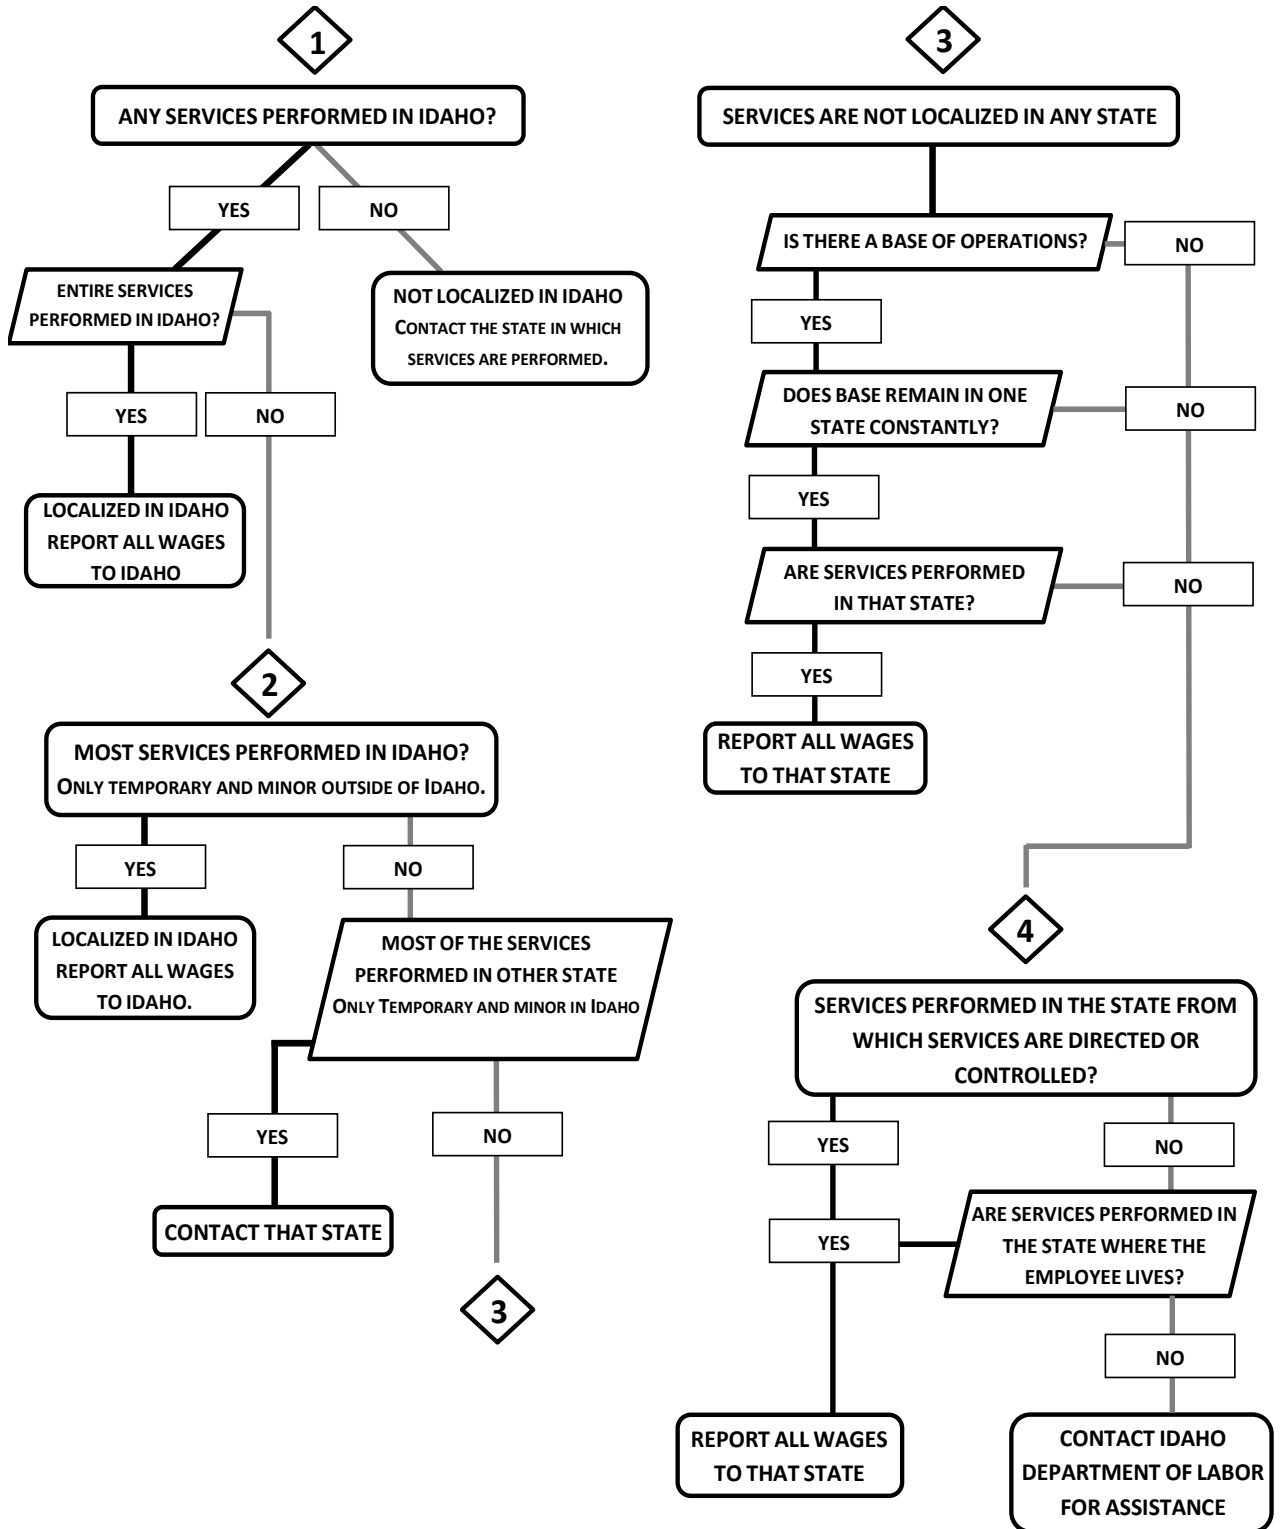 1
ANY SERVICES PERFORMED IN IDAHO?
YES
NO
ENTIRE SERVICES
PERFORMED IN IDAHO?
NOT LOCALIZED IN IDAHO
CONTACT THE STATE IN WHICH
SERVICES ARE PERFORMED.
YES
NO
LOCALIZED IN IDAHO
REPORT ALL WAGES
TO IDAHO
2
MOST SERVICES PERFORMED IN IDAHO?
ONLY TEMPORARY AND MINOR OUTSIDE OF IDAHO.
YES
NO
LOCALIZED IN IDAHO
REPORT ALL WAGES
TO IDAHO.
MOST OF THE SERVICES
PERFORMED IN OTHER STATE
ONLY TEMPORARY AND MINOR IN IDAHO
YES
NO
CONTACT THAT STATE
3
3
SERVICES ARE NOT LOCALIZED IN ANY STATE
IS THERE A BASE OF OPERATIONS?
NO
YES
DOES BASE REMAIN IN ONE
STATE CONSTANTLY?
NO
YES
ARE SERVICES PERFORMED
IN THAT STATE?
NO
YES
REPORT ALL WAGES
TO THAT STATE
4
SERVICES PERFORMED IN THE STATE FROM
WHICH SERVICES ARE DIRECTED OR
CONTROLLED?
YES
NO
ARE SERVICES PERFORMED IN
THE STATE WHERE THE
EMPLOYEE LIVES?
YES
NO
REPORT ALL WAGES
TO THAT STATE
CONTACT IDAHO
DEPARTMENT OF LABOR
FOR ASSISTANCE